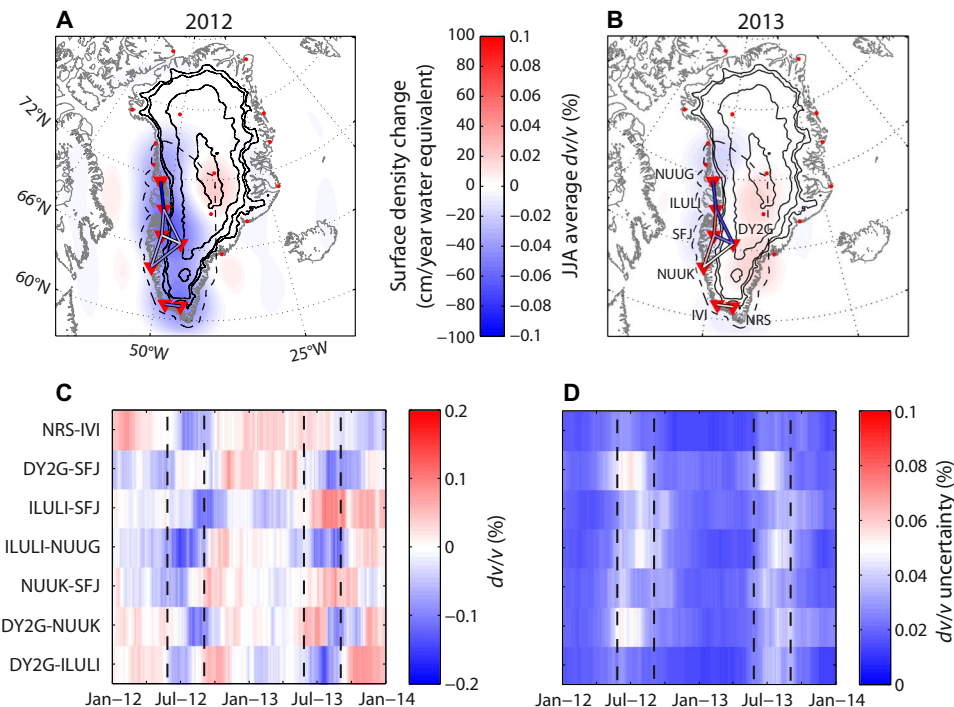 A
2012
72°N
66°N
60°N
50°W
25°W
Surface density change
(cm/year water equivalent)
100
80
60
40
20
0
−20
−40
−60
−80
−100
0.1
0.08
0.06
0.04
0.02
0
−0.02
−0.04
−0.06
−0.08
−0.1
JJA average dv/v (%)
B
2013
NUUG
ILULI
SFJ
DY2G
NUUK
IVI
NRS
C
NRS-IVI
DY2G-SFJ
ILULI-SFJ
ILULI-NUUG
NUUK-SFJ
DY2G-NUUK
DY2G-ILULI
Jan−12
Jul−12
Jan−13
Jul−13
Jan−14
0.2
0.1
0
−0.1
−0.2
dv/v (%)
D
Jan−12
Jul−12
Jan−13
Jul−13
Jan−14
0.1
0.08
0.06
0.04
0.02
0
dv/v uncertainty (%)